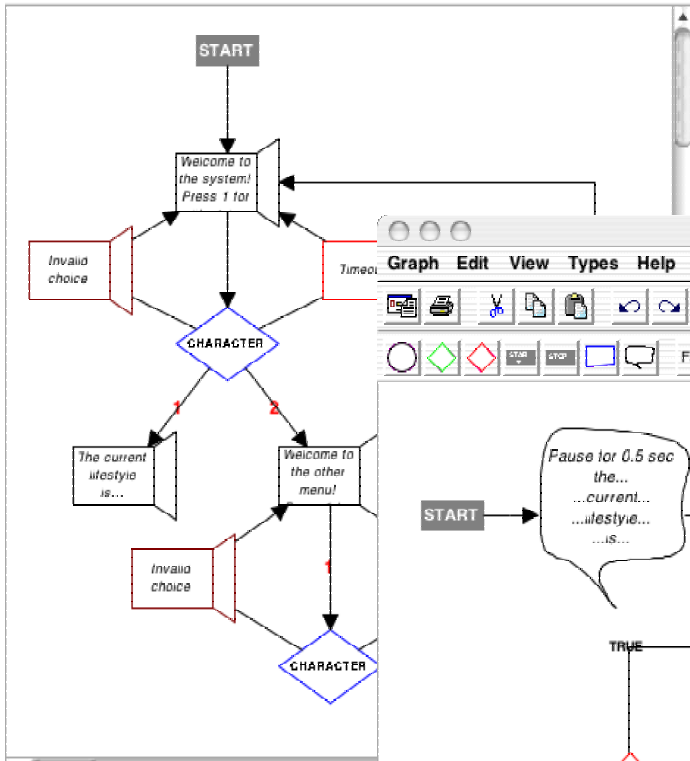 START
Welcome to
the system!
Press 1 for
Invalid
choice
CHARACTER
1
2
The current
lifestyle
is...
Welcome to
the other
menu!
Invalid
choice
1
CHARACTER
Graph Edit View Types Help
STOP
START
Pause for 0.5 sec
the...
...current...
...lifestyle...
...is...
TRUE